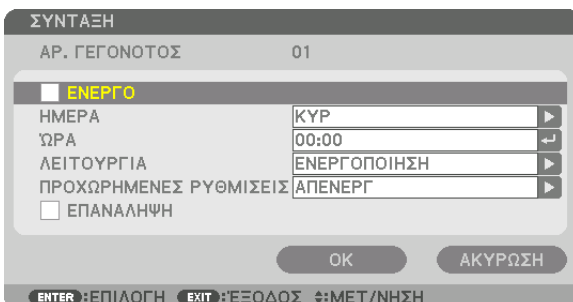 ΣΥΝΤΑΞΗ
ΑΡ. ΓΕΓΟΝΟΤΟΣ 01
ΕΝΕΡΓΟ
ΗΜΕΡΑ ΚΥΡ
ΏΡΑ 00:00
ΛΕΙΤΟΥΡΓΙΑ ΕΝΕΡΓΟΠΟΙΗΣΗ
ΠΡΟΧΩΡΗΜΕΝΕΣ ΡΥΘΜΙΣΕΙΣ ΑΠΕΝΕΡΓ
ΕΠΑΝΑΛΗΨΗ
OK ΑΚΥΡΩΣΗ
ENTER :ΕΠΙΛΟΓΗ EXIT :ΈΞΟΔΟΣ :ΜΕΤ/ΝΗΣΗ